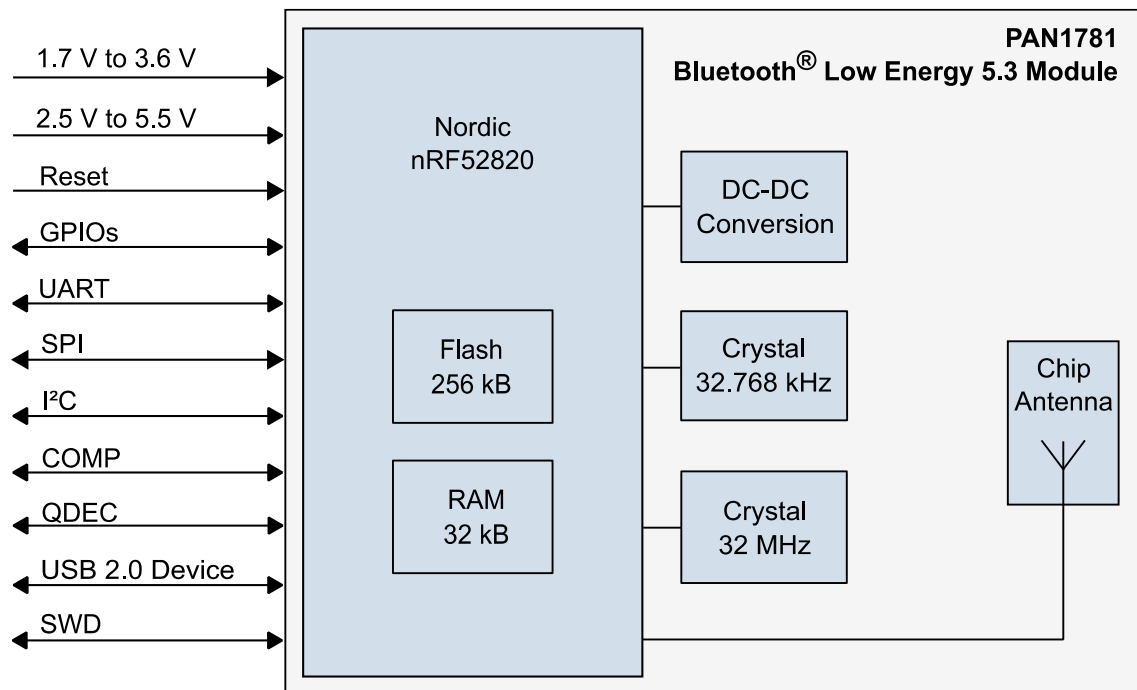 PAN1781
Bluetooth® Low Energy 5.3 Module
1.7 V to 3.6 V
2.5 V to 5.5 V
Reset
GPIOs
UART
SPI
I²C
COMP
QDEC
USB 2.0 Device
SWD
Nordic
nRF52820
Flash
256 kB
RAM
32 kB
DC-DC
Conversion
Crystal
32.768 kHz
Crystal
32 MHz
Chip
Antenna